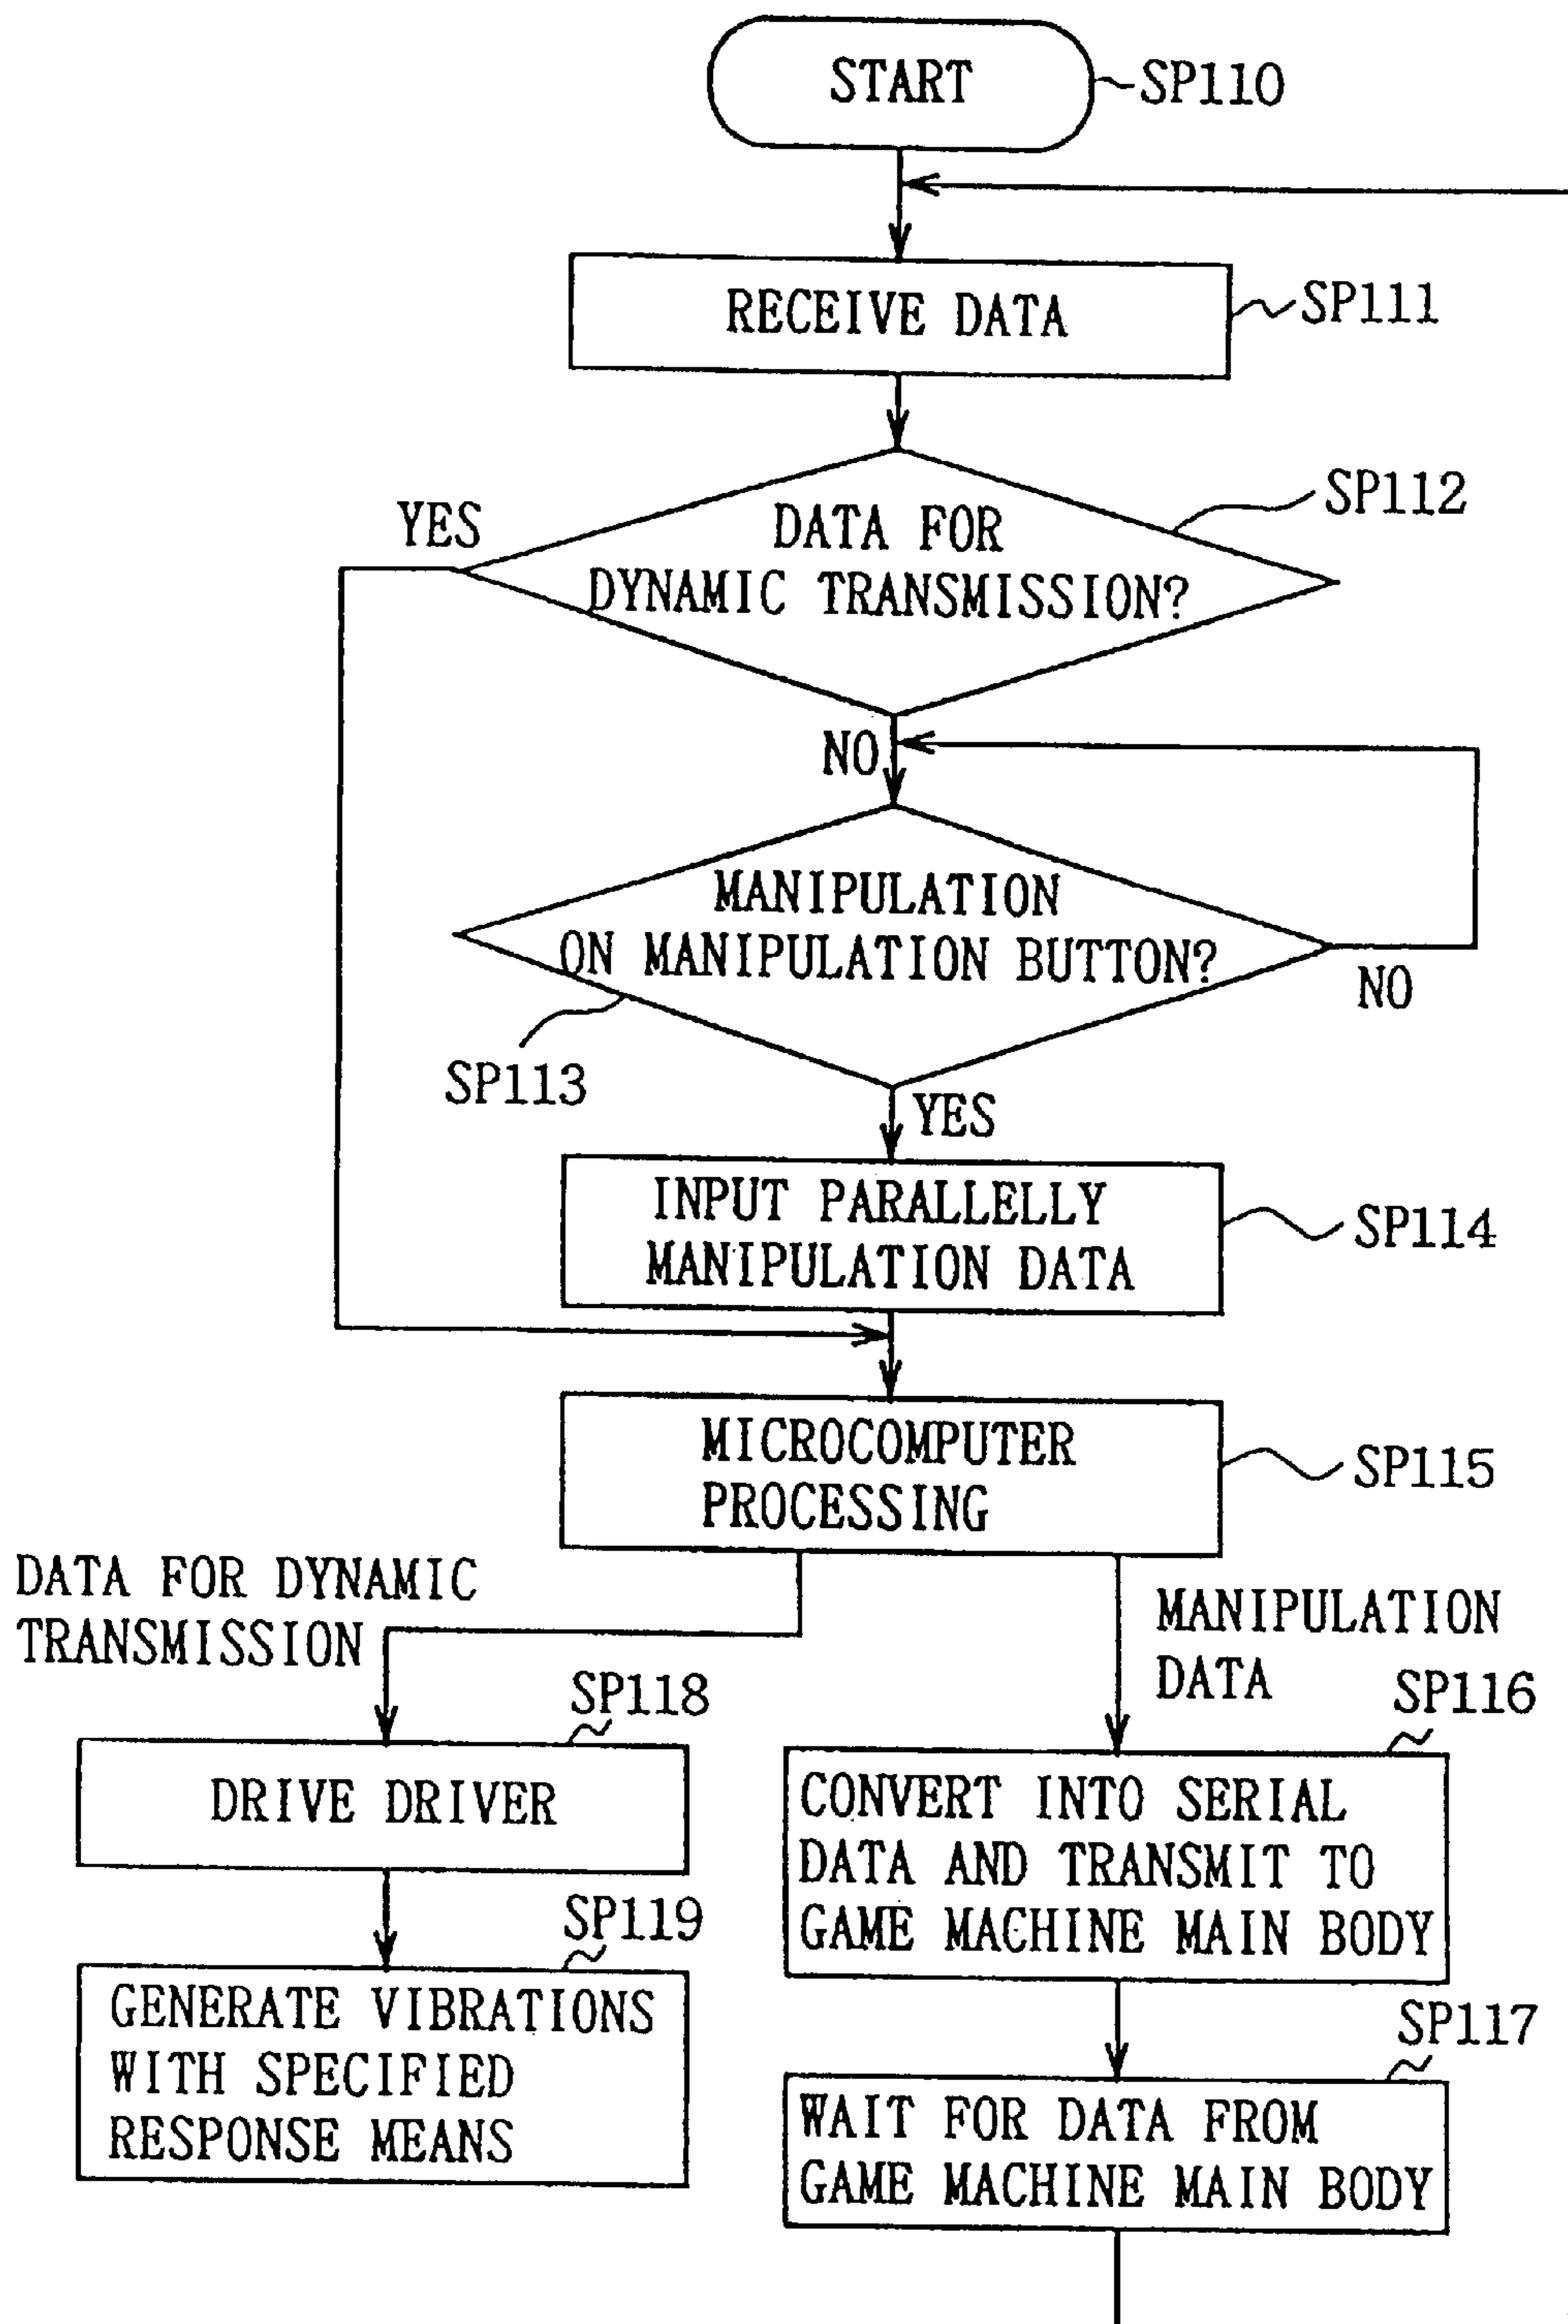 START
SP110
RECEIVE DATA
SP111
DATA FOR
DYNAMIC TRANSMISSION?
SP112
YES
NO
MANIPULATION
ON MANIPULATION BUTTON?
NO
SP113
YES
INPUT PARALLELLY
MANIPULATION DATA
SP114
MICROCOMPUTER
PROCESSING
SP115
DATA FOR DYNAMIC
TRANSMISSION
MANIPULATION
DATA
SP118
DRIVE DRIVER
SP116
CONVERT INTO SERIAL
DATA AND TRANSMIT TO
GAME MACHINE MAIN BODY
SP119
GENERATE VIBRATIONS
WITH SPECIFIED
RESPONSE MEANS
SP117
WAIT FOR DATA FROM
GAME MACHINE MAIN BODY